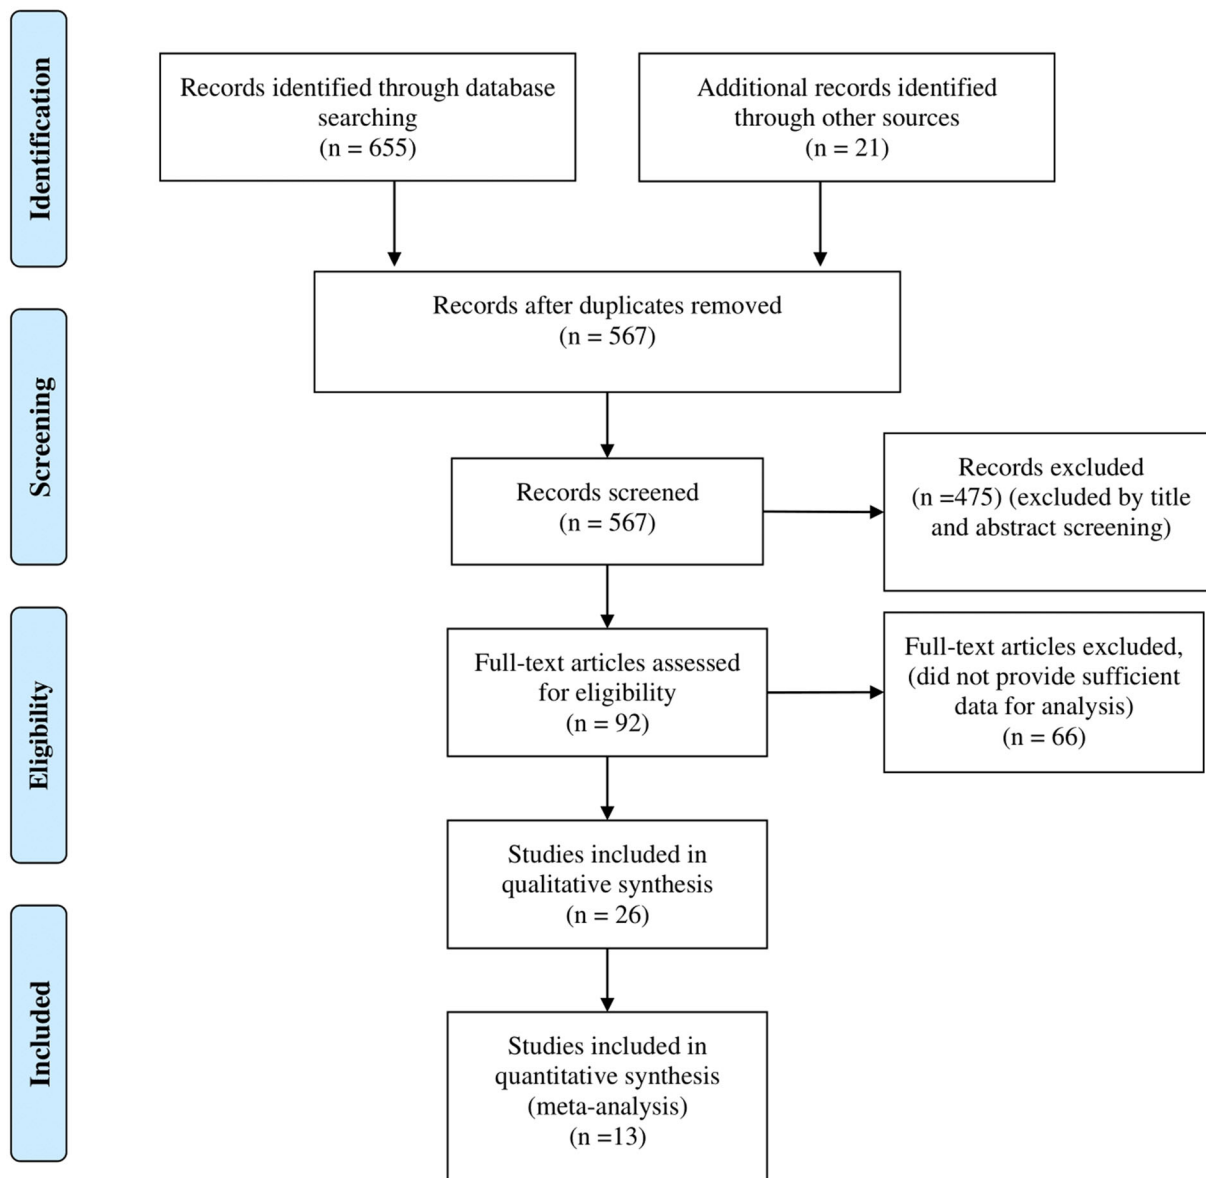 Identification
Records identified through database
searching
(n = 655)
Additional records identified
through other sources
(n = 21)
Records after duplicates removed
(n = 567)
Screening
Records screened
(n = 567)
Records excluded
(n =475) (excluded by title
and abstract screening)
Eligibility
Full-text articles assessed
for eligibility
(n = 92)
Full-text articles excluded,
(did not provide sufficient
data for analysis)
(n = 66)
Studies included in
qualitative synthesis
(n = 26)
Included
Studies included in
quantitative synthesis
(meta-analysis)
(n =13)